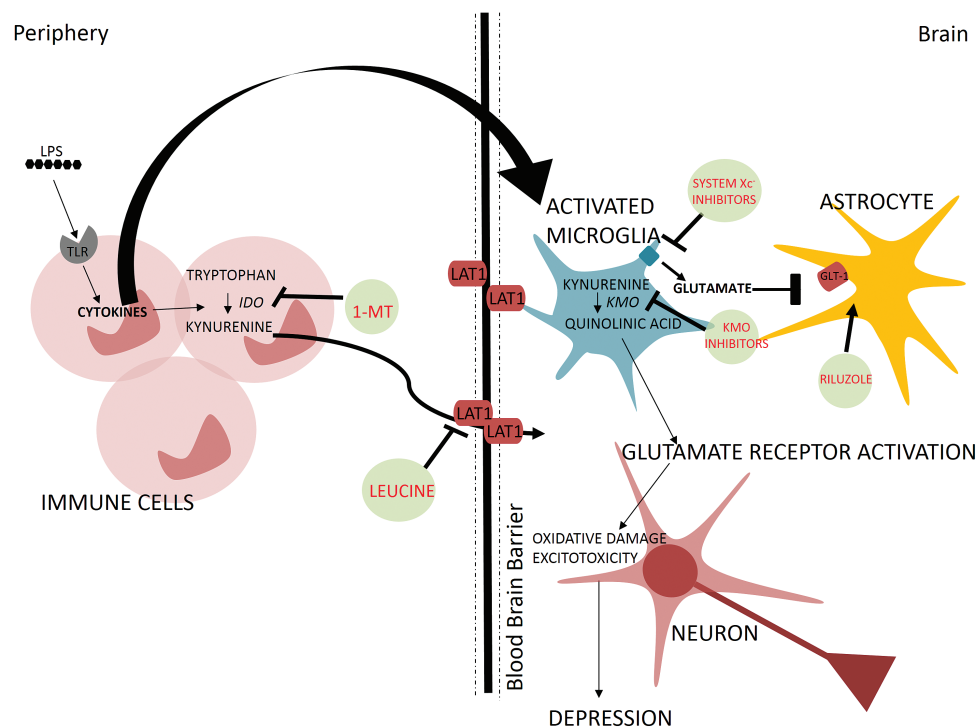 Periphery
Brain
LPS
TLR
CYTOKINES
TRYPTOPHAN
IDO
KYNURENINE
1-MT
IMMUNE CELLS
LEUCINE
LAT1
LAT1
LAT1
LAT1
Blood Brain Barrier
ACTIVATED
MICROGLIA
SYSTEM Xc-
INHIBITORS
ASTROCYTE
GLT-1
KYNURENINE
KMO
QUINOLINIC ACID
GLUTAMATE
KMO
INHIBITORS
RILUZOLE
GLUTAMATE RECEPTOR ACTIVATION
OXIDATIVE DAMAGE
EXCITOTOXICITY
NEURON
DEPRESSION